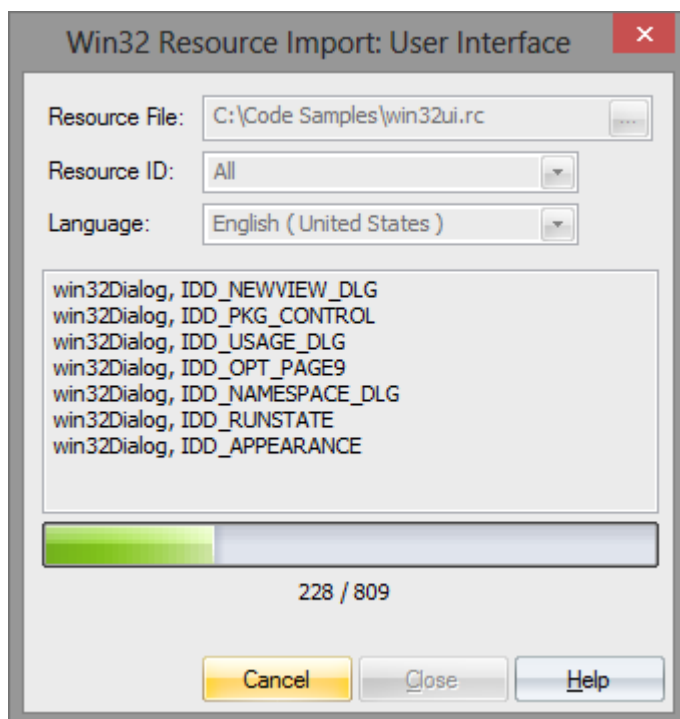 Win32 Resource Import: User Interface
Resource File: C:\Code Samples\win32ui.rc ...
Resource ID: All
Language: English ( United States )
win32Dialog, IDD_NEWVIEW_DLG
win32Dialog, IDD_PKG_CONTROL
win32Dialog, IDD_USAGE_DLG
win32Dialog, IDD_OPT_PAGE9
win32Dialog, IDD_NAMESPACE_DLG
win32Dialog, IDD_RUNSTATE
win32Dialog, IDD_APPEARANCE
228 / 809
Cancel Close Help